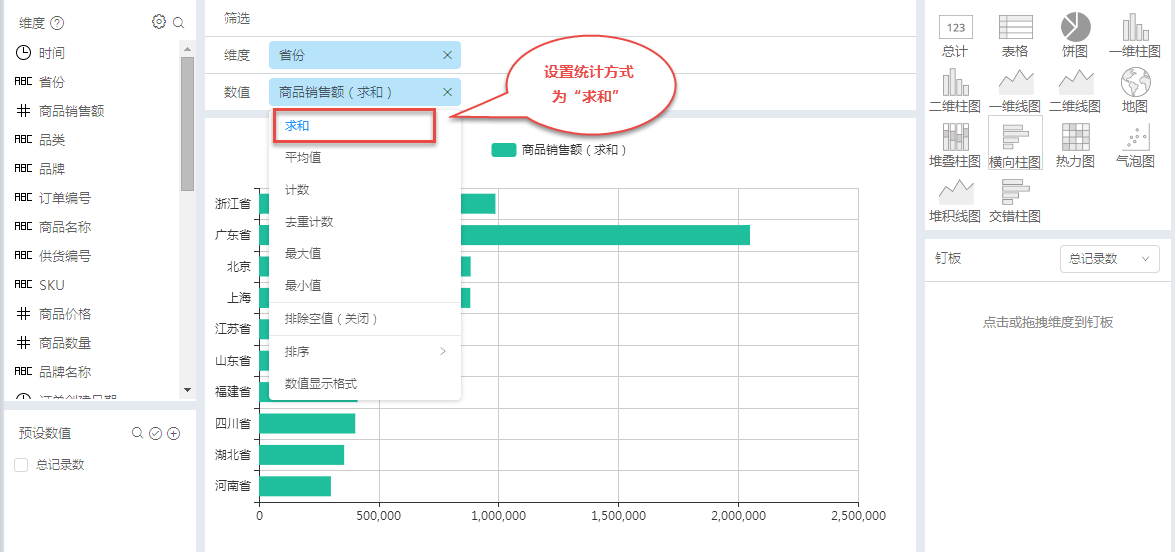 维度
时间
ABC 省份
商品销售额
ABC 品类
ABC 品牌
ABC 订单编号
ABC 商品名称
ABC 供货编号
ABC SKU
商品价格
商品数量
ABC 品牌名称
订单创建日期
预设数值
总记录数
筛选
维度 省份
数值 商品销售额（求和）
求和
平均值
计数
去重计数
最大值
最小值
排除空值（关闭）
排序
数值显示格式
设置统计方式
为“求和”
商品销售额（求和）
浙江省
广东省
北京
上海
江苏省
山东省
福建省
四川省
湖北省
河南省
0 500,000 1,000,000 1,500,000 2,000,000 2,500,000
123
总计 表格 饼图 一维柱图
二维柱图 一维线图 二维线图 地图
堆叠柱图 横向柱图 热力图 气泡图
堆积线图 交错柱图
钉板 总记录数
点击或拖拽维度到钉板